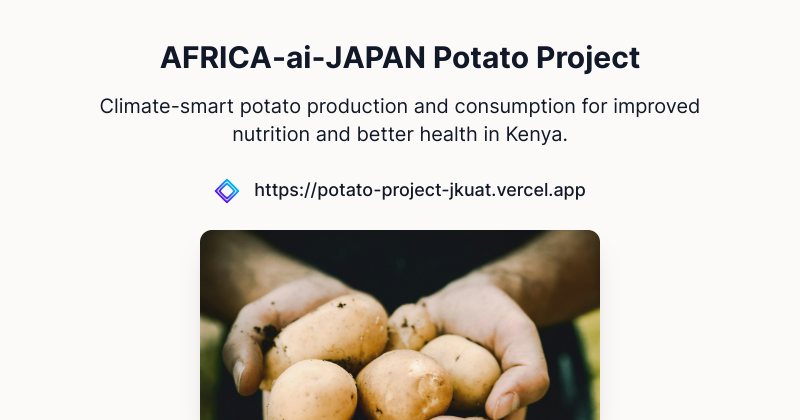 AFRICA-ai-JAPAN Potato Project
Climate-smart potato production and consumption for improved
nutrition and better health in Kenya.
https://potato-project-jkuat.vercel.app